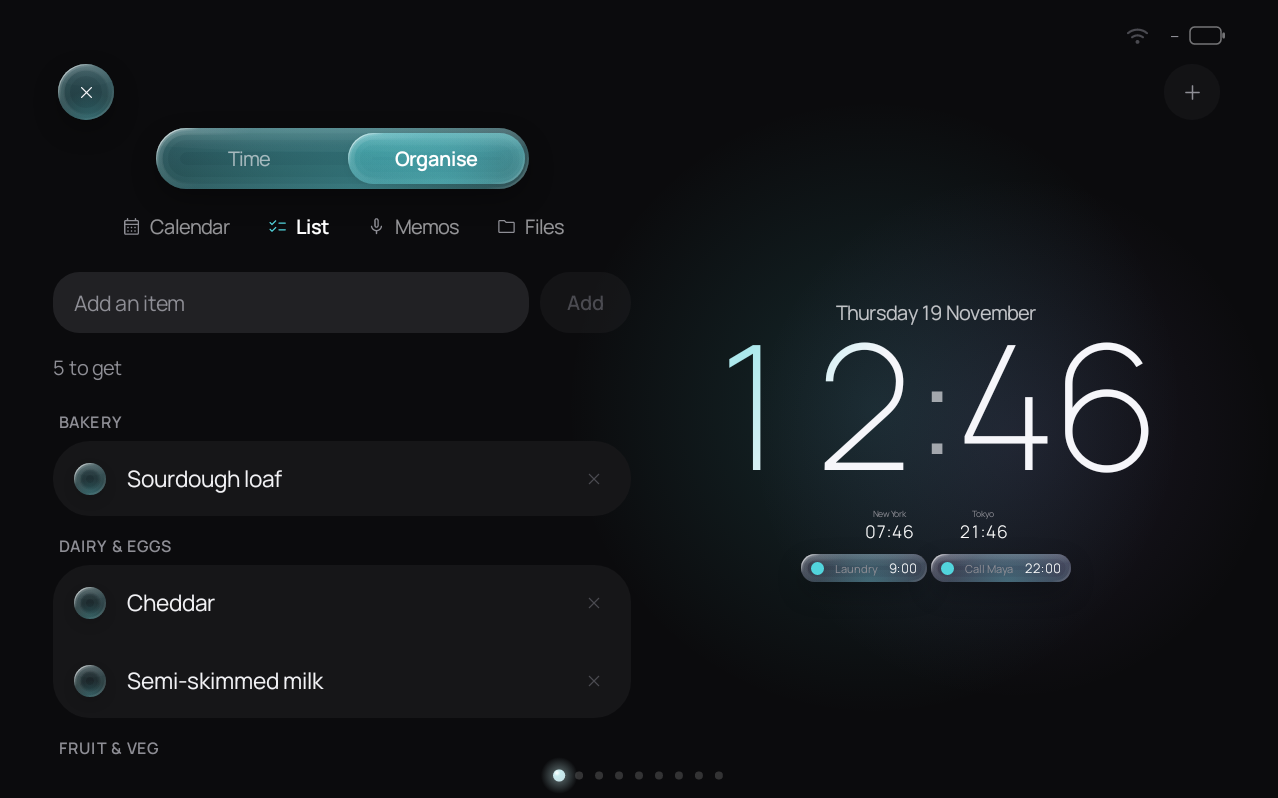 –
Time
Organise
Calendar
List
Memos
Files
Add an item
Add
5 to get
BAKERY
Sourdough loaf
DAIRY & EGGS
Cheddar
Semi-skimmed milk
FRUIT & VEG
Thursday 19 November
12:46
New York
07:46
Tokyo
21:46
Laundry 9:00
Call Maya 22:00